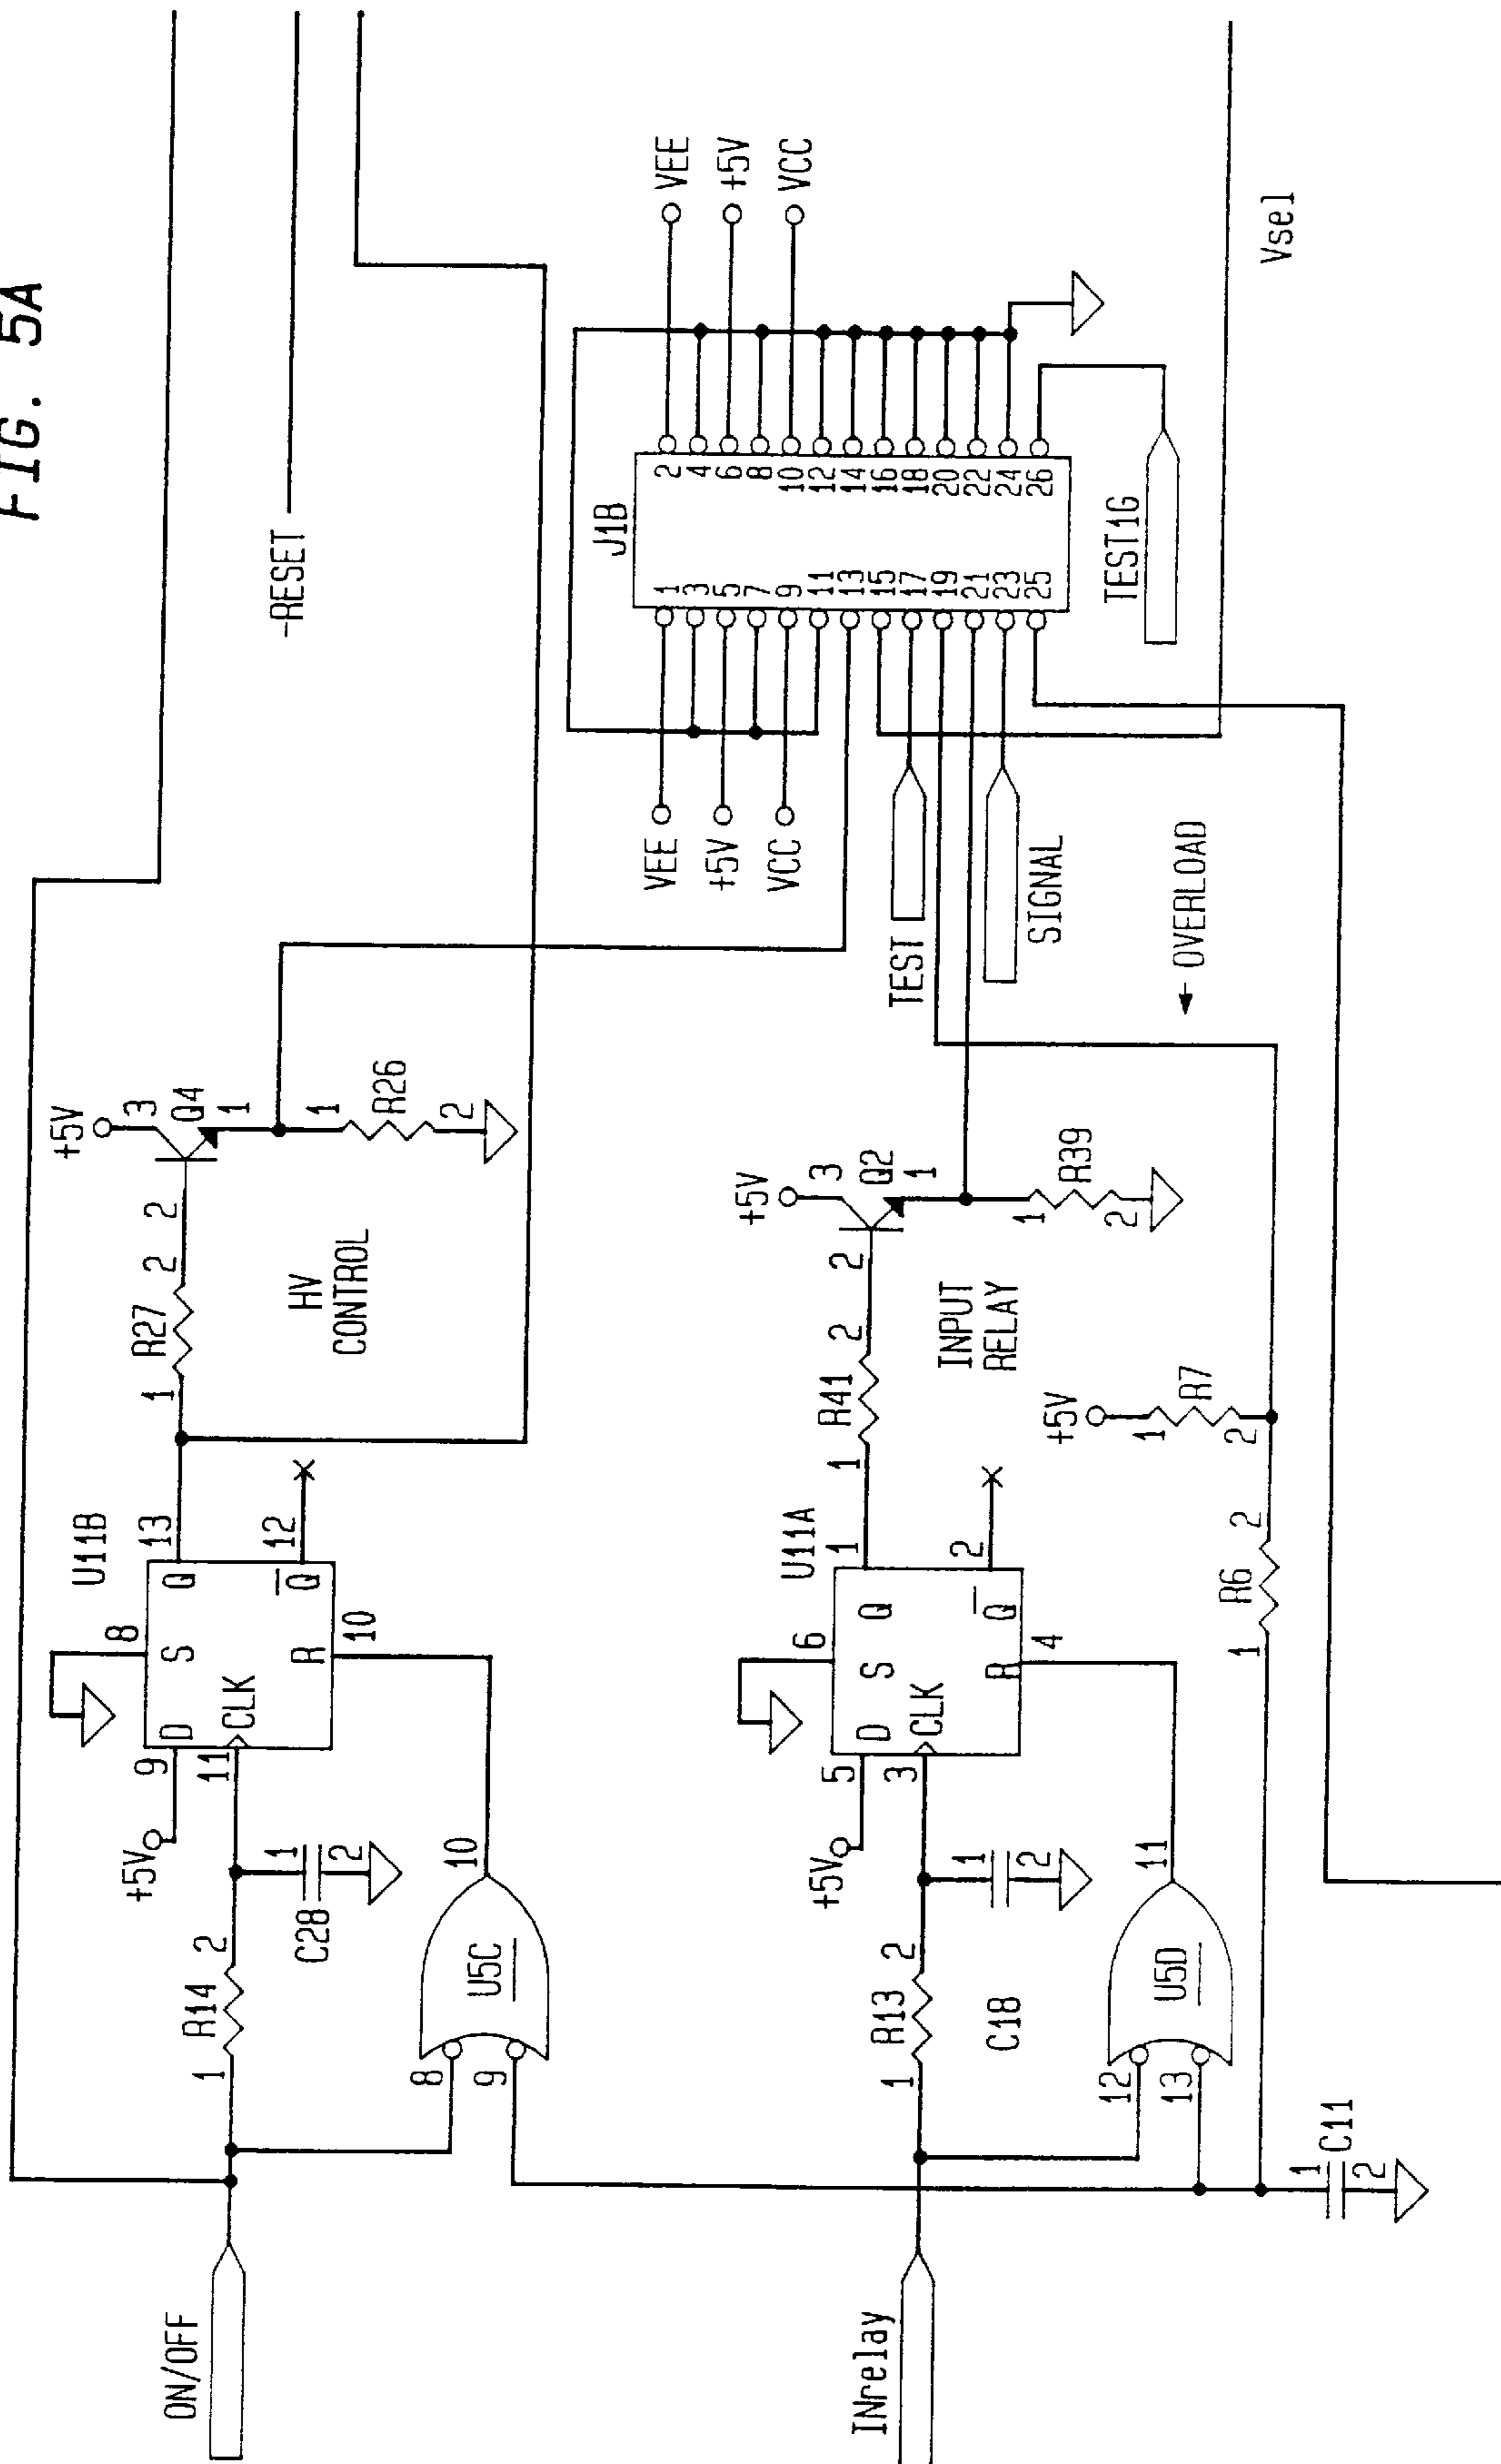 FIG. 5A
-RESET
ON/OFF
1 R14 2
C28
1
2
+5V
9
11
8
U11B
D
S
Q
CLK
R
Q
13
12
10
8
9
U5C
10
1 R27 2
2
HV
CONTROL
+5V
3
Q4
1
1
R26
2
INrelay
1 R13 2
C18
1
2
+5V
5
3
6
U11A
D
S
Q
CLK
R
Q
1
2
4
12
13
U5D
11
1 R41 2
2
INPUT
RELAY
+5V
3
Q2
1
1
R39
2
+5V
1
R7
2
1 R6 2
1
C11
2
← OVERLOAD
VEE
+5V
VCC
TEST
SIGNAL
J1B
1 2
3 4
5 6
7 8
9 10
11 12
13 14
15 16
17 18
19 20
21 22
23 24
25 26
VEE
+5V
VCC
TEST1G
Vsel